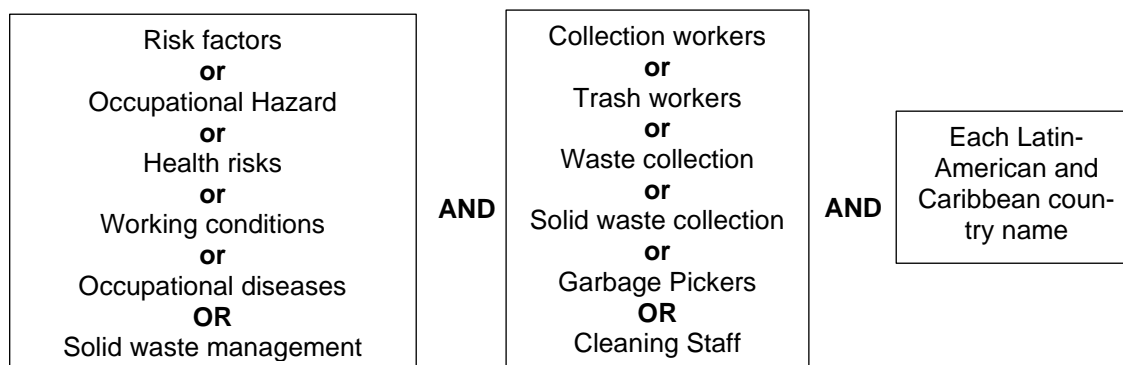 Risk factors
or
Occupational Hazard
or
Health risks
or
Working conditions
or
Occupational diseases
OR
Solid waste management
AND
Collection workers
or
Trash workers
or
Waste collection
or
Solid waste collection
or
Garbage Pickers
OR
Cleaning Staff
AND
Each Latin-
American and
Caribbean coun-
try name